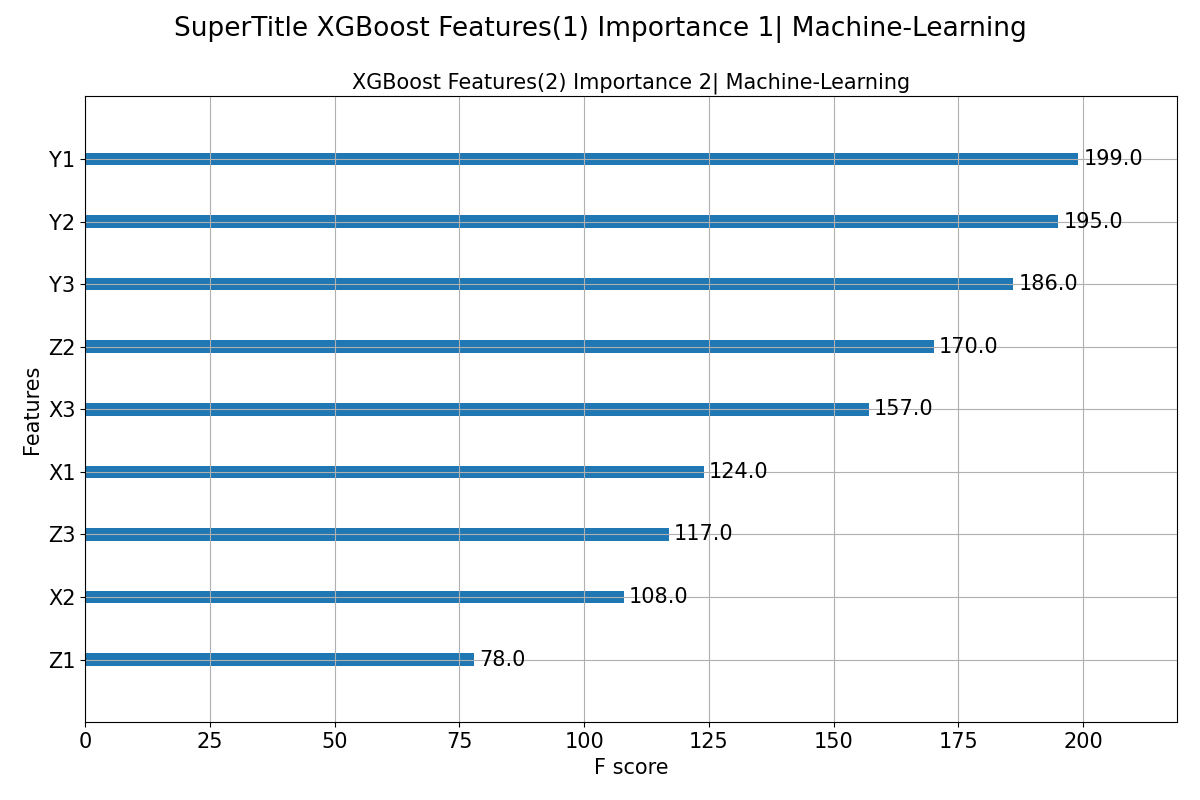 SuperTitle XGBoost Features(1) Importance 1| Machine-Learning
XGBoost Features(2) Importance 2| Machine-Learning
Features
Y1 199.0
Y2 195.0
Y3 186.0
Z2 170.0
X3 157.0
X1 124.0
Z3 117.0
X2 108.0
Z1 78.0
0 25 50 75 100 125 150 175 200
F score